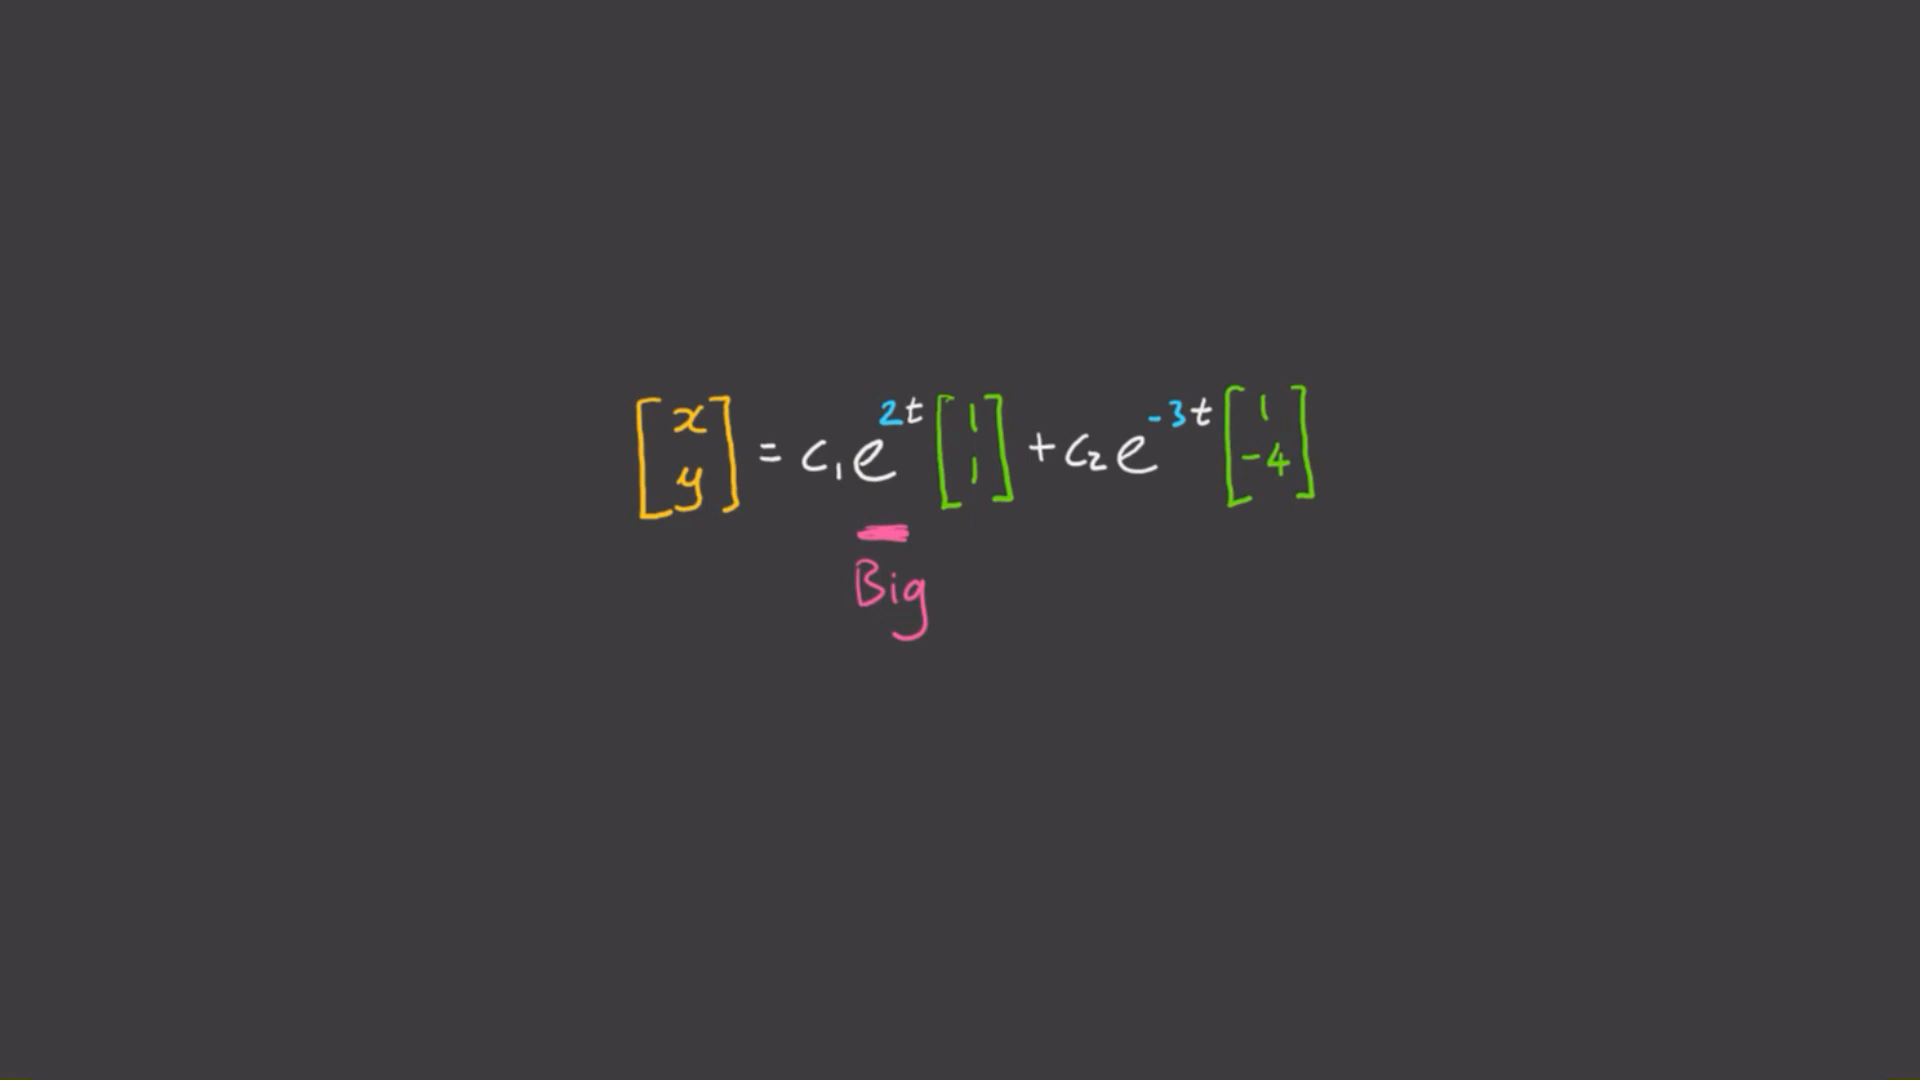 [x y] = c₁e^{2t} [1 1] + c₂e^{-3t} [1 -4]
Big